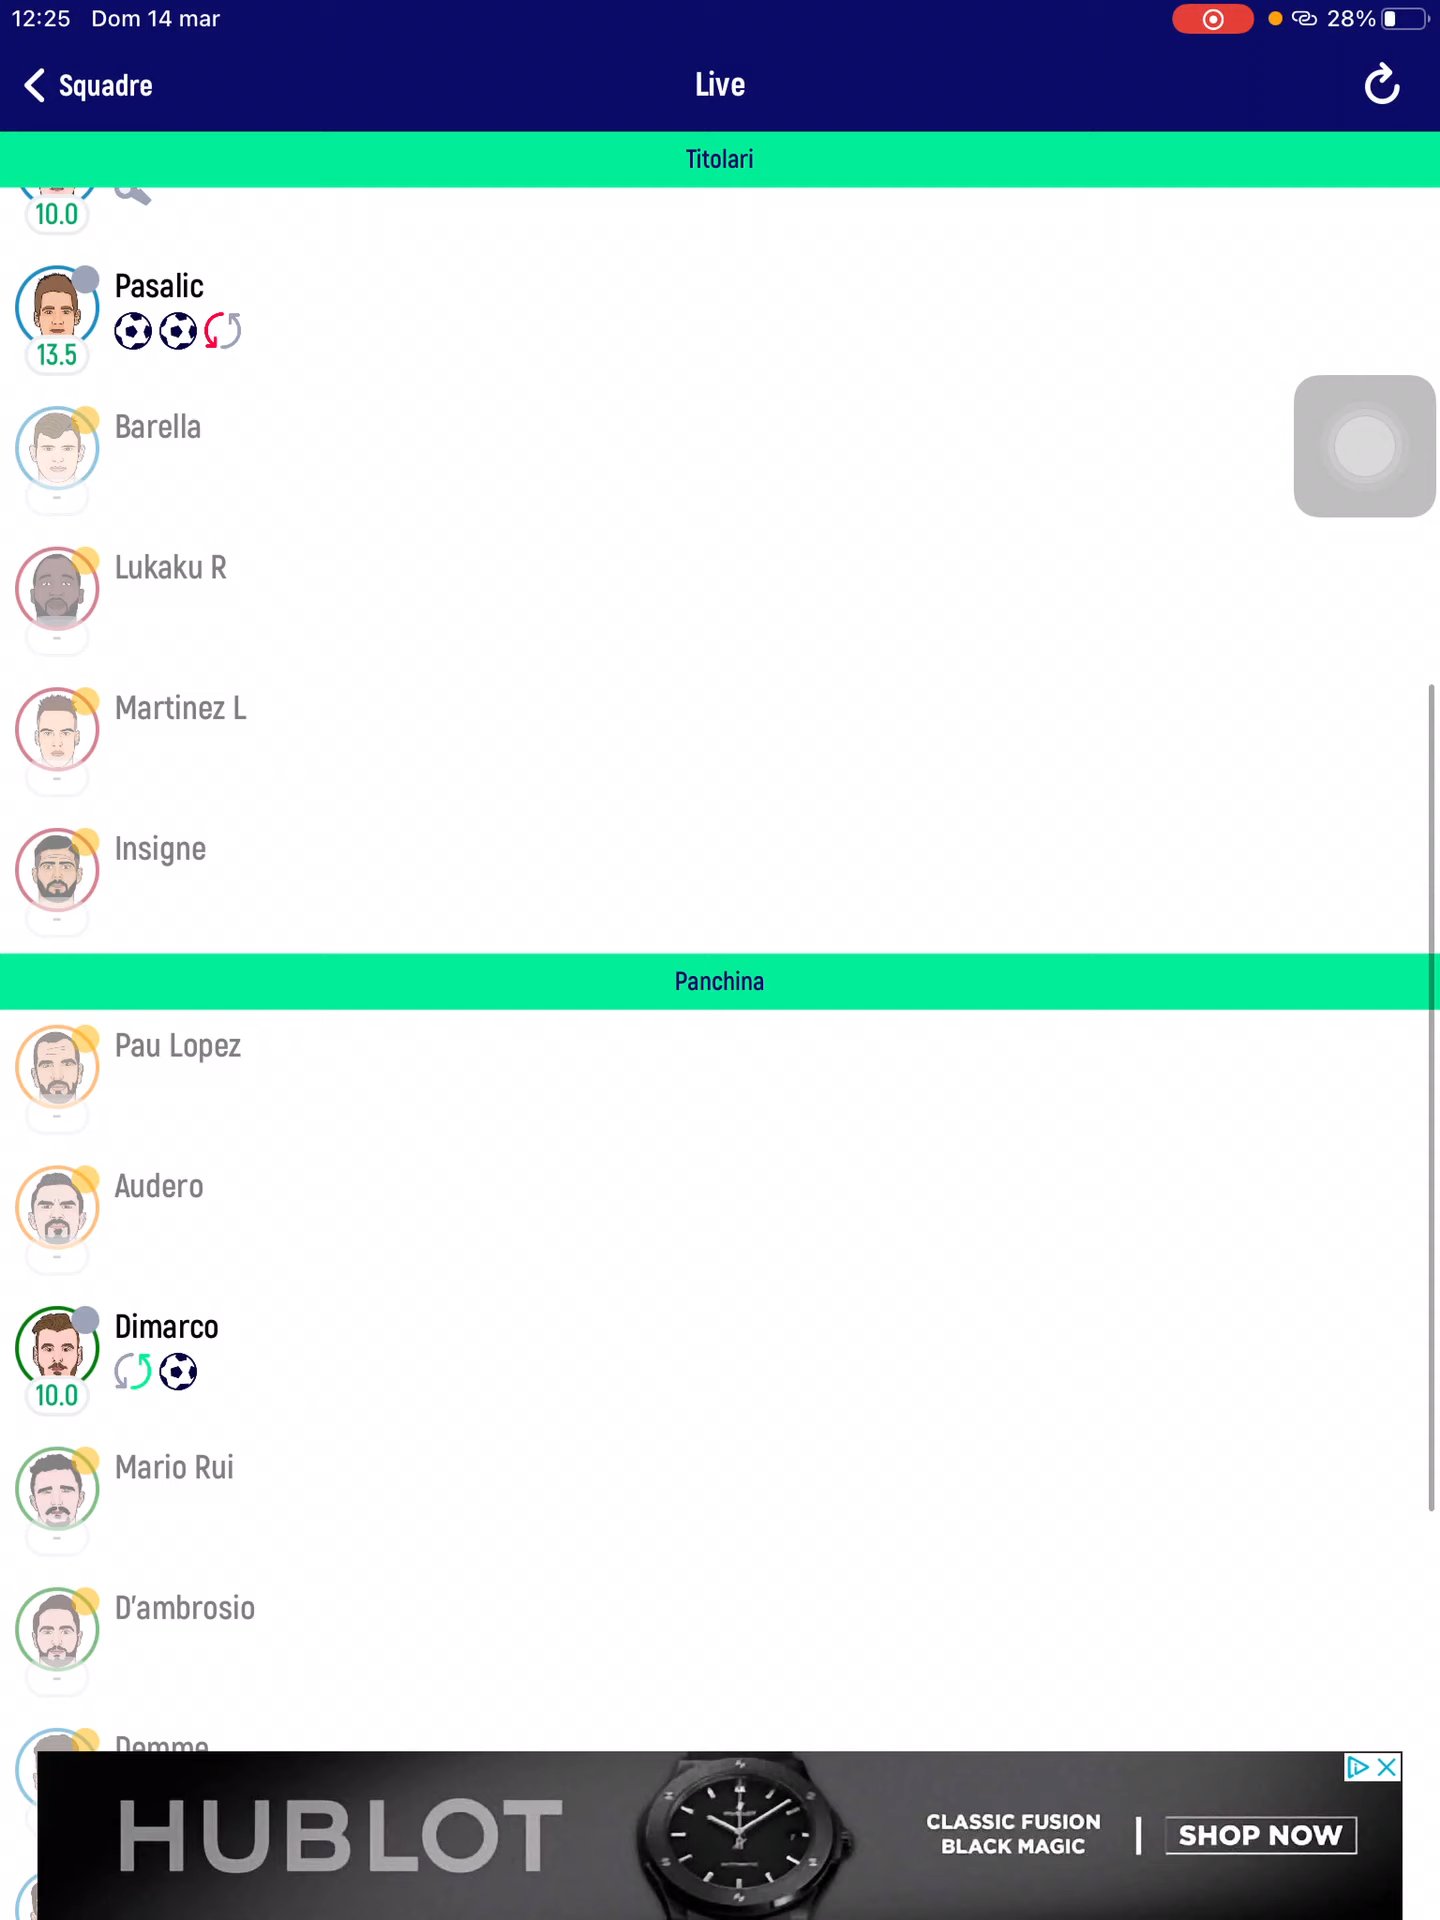 12:25 Dom 14 mar 28%
Squadre Live
Titolari
10.0
Pasalic
13.5
Barella
-
Lukaku R
-
Martinez L
-
Insigne
-
Panchina
Pau Lopez
-
Audero
-
Dimarco
10.0
Mario Rui
-
D'ambrosio
-
Demme
HUBLOT
CLASSIC FUSION
BLACK MAGIC
SHOP NOW